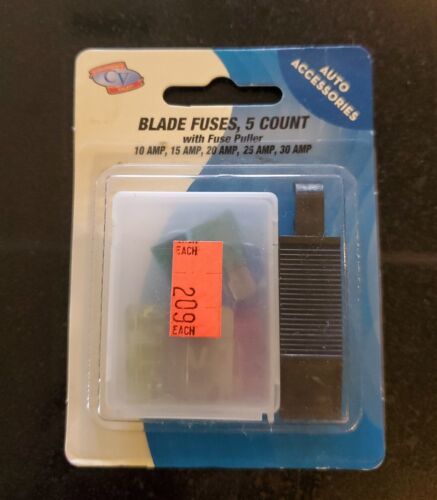 CV
AUTO
ACCESSORIES
BLADE FUSES, 5 COUNT
with Fuse Puller
10 AMP, 15 AMP, 20 AMP, 25 AMP, 30 AMP
EACH
209
EACH